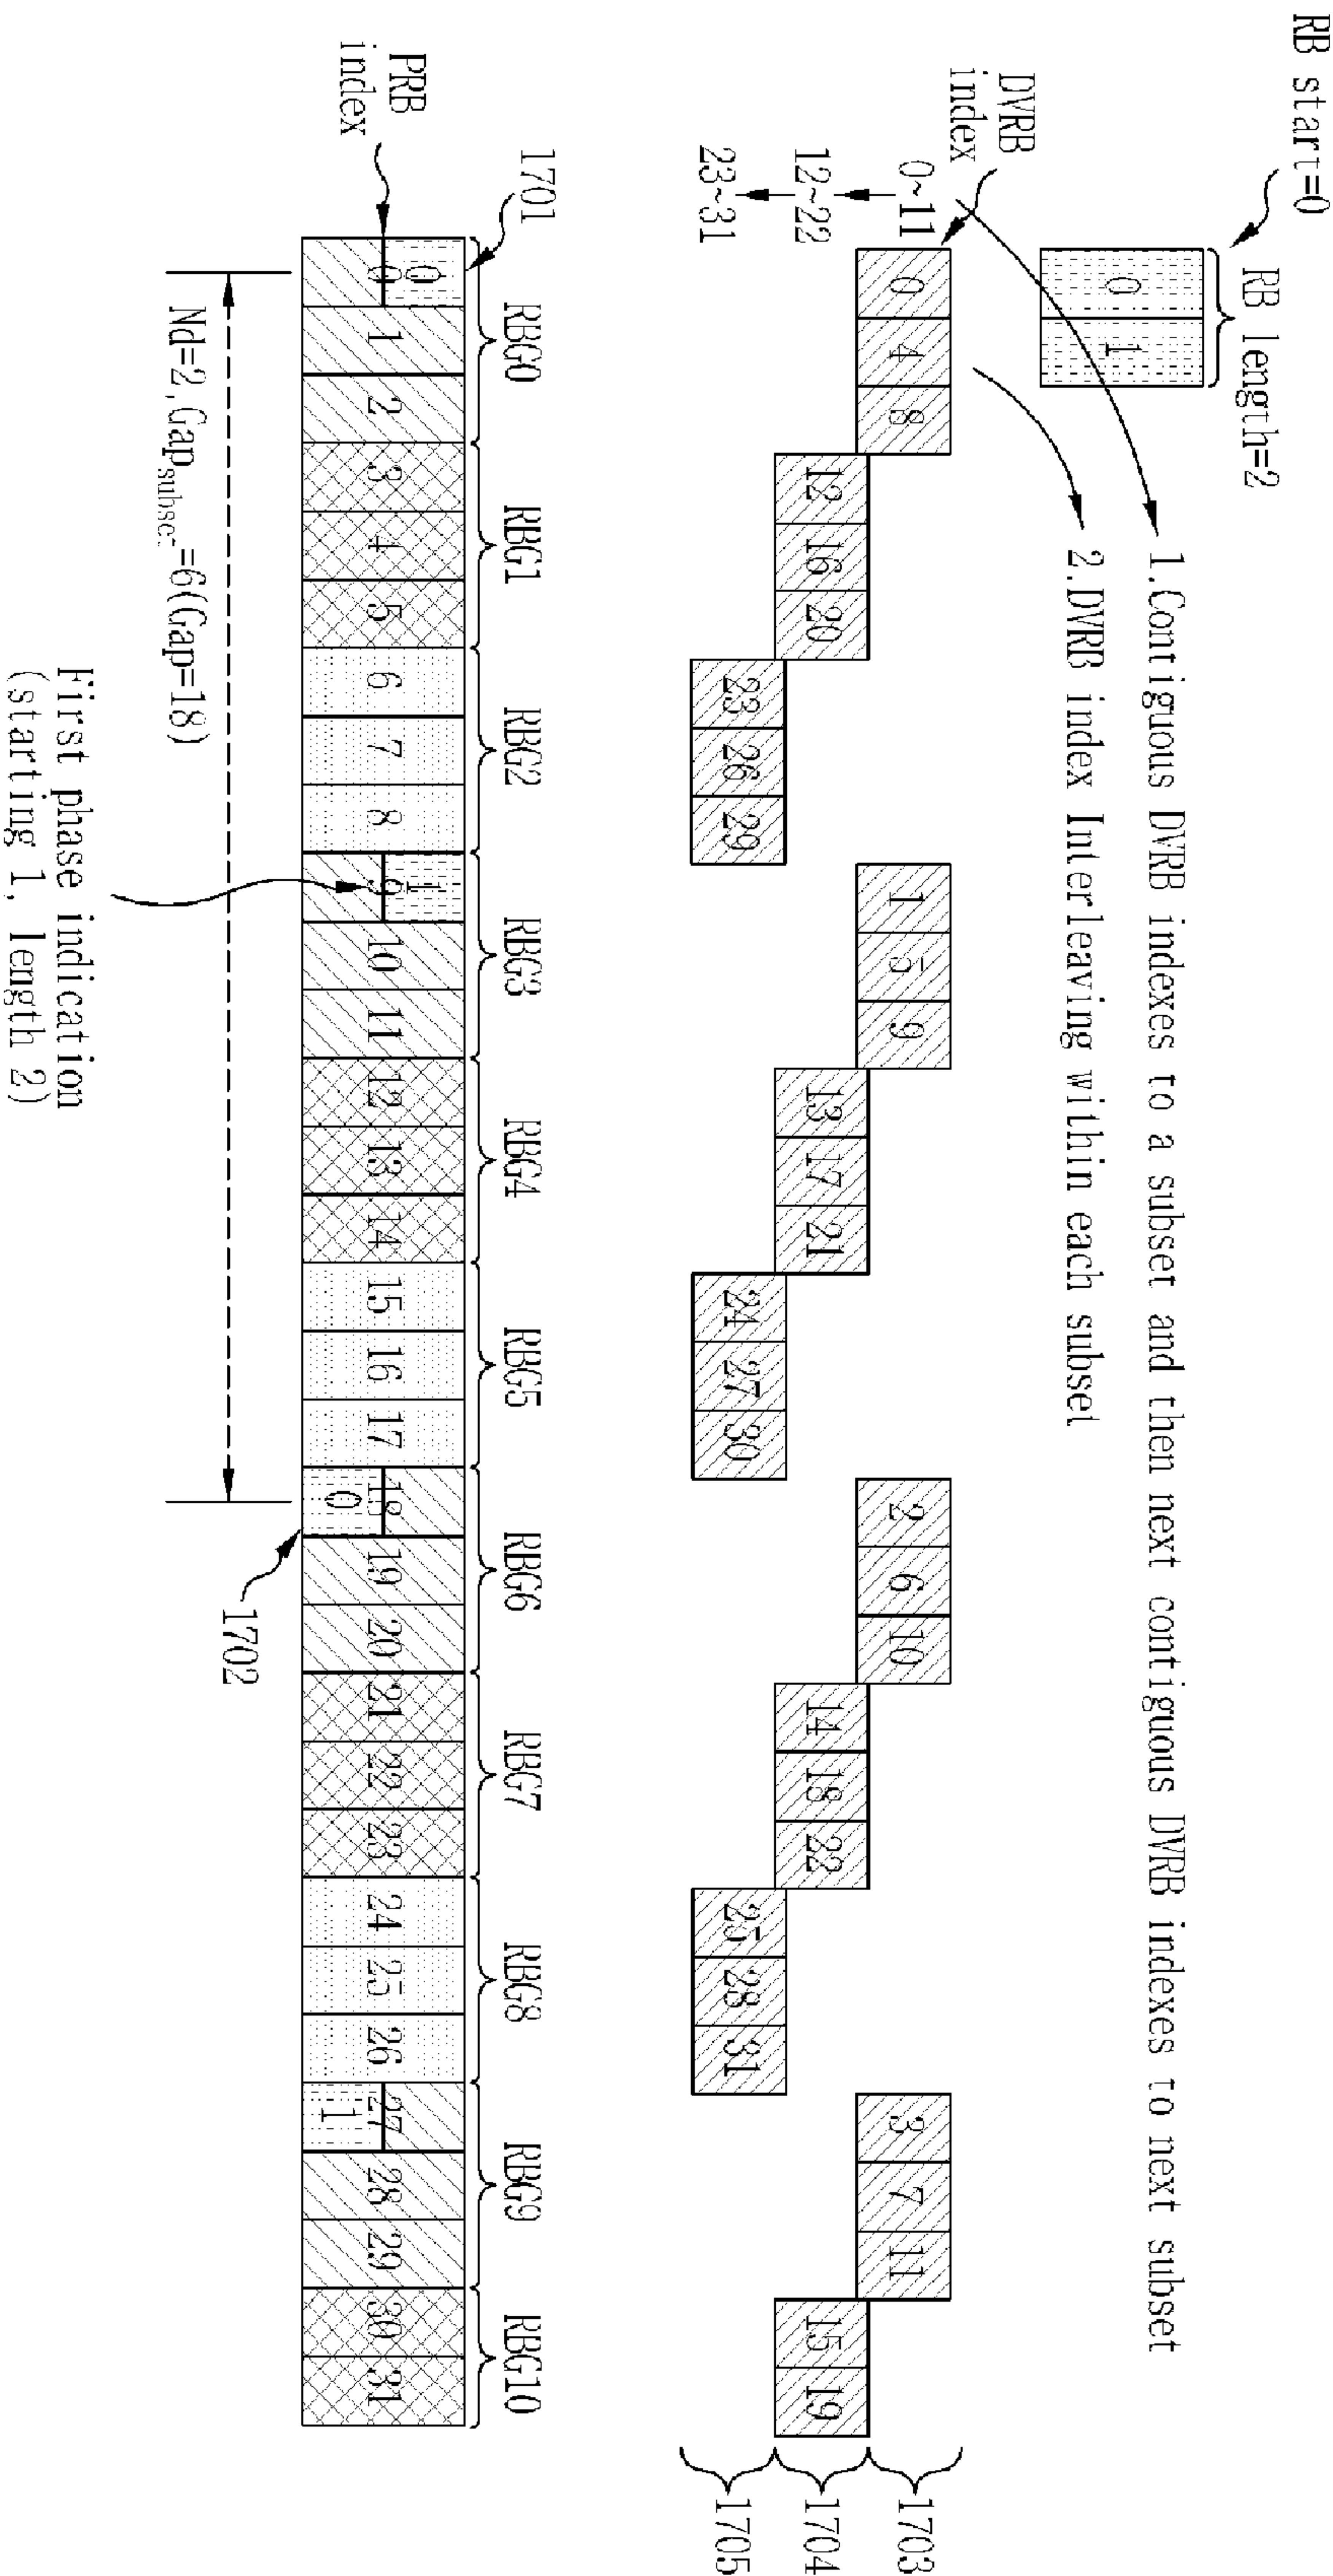 RB start=0
RB length=2
0 1
1.Contiguous DVRB indexes to a subset and then next contiguous DVRB indexes to next subset
2.DVRB index Interleaving within each subset
DVRB
index
0~11
12~22
23~31
0 4 8 1 5 9 2 6 10 3 7 11
1703
12 16 20 13 17 21 14 18 22 15 19
1704
23 26 29 24 27 30 25 28 31
1705
1701
RBG0 RBG1 RBG2 RBG3 RBG4 RBG5 RBG6 RBG7 RBG8 RBG9 RBG10
PRB
index
0 1
0 1 2 3 4 5 6 7 8 9 10 11 12 13 14 15 16 17 18 19 20 21 22 23 24 25 26 27 28 29 30 31
0 1
1702
Nd=2,Gapsubset=6(Gap=18)
First phase indication
(starting 1, length 2)